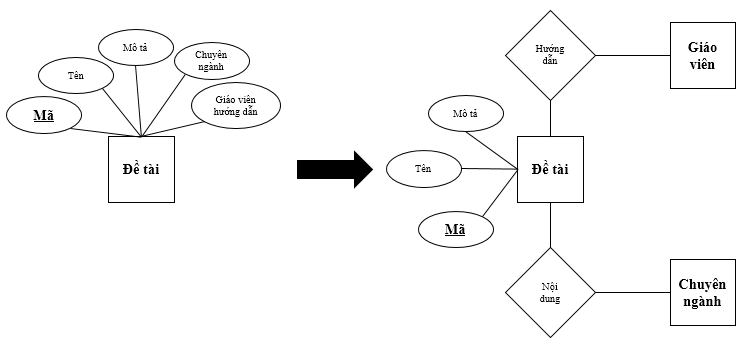 Mô tả
Tên
Chuyên
ngành
Giáo viên
hướng dẫn
Mã
Đề tài
Hướng
dẫn
Giáo
viên
Mô tả
Tên
Mã
Đề tài
Nội
dung
Chuyên
ngành